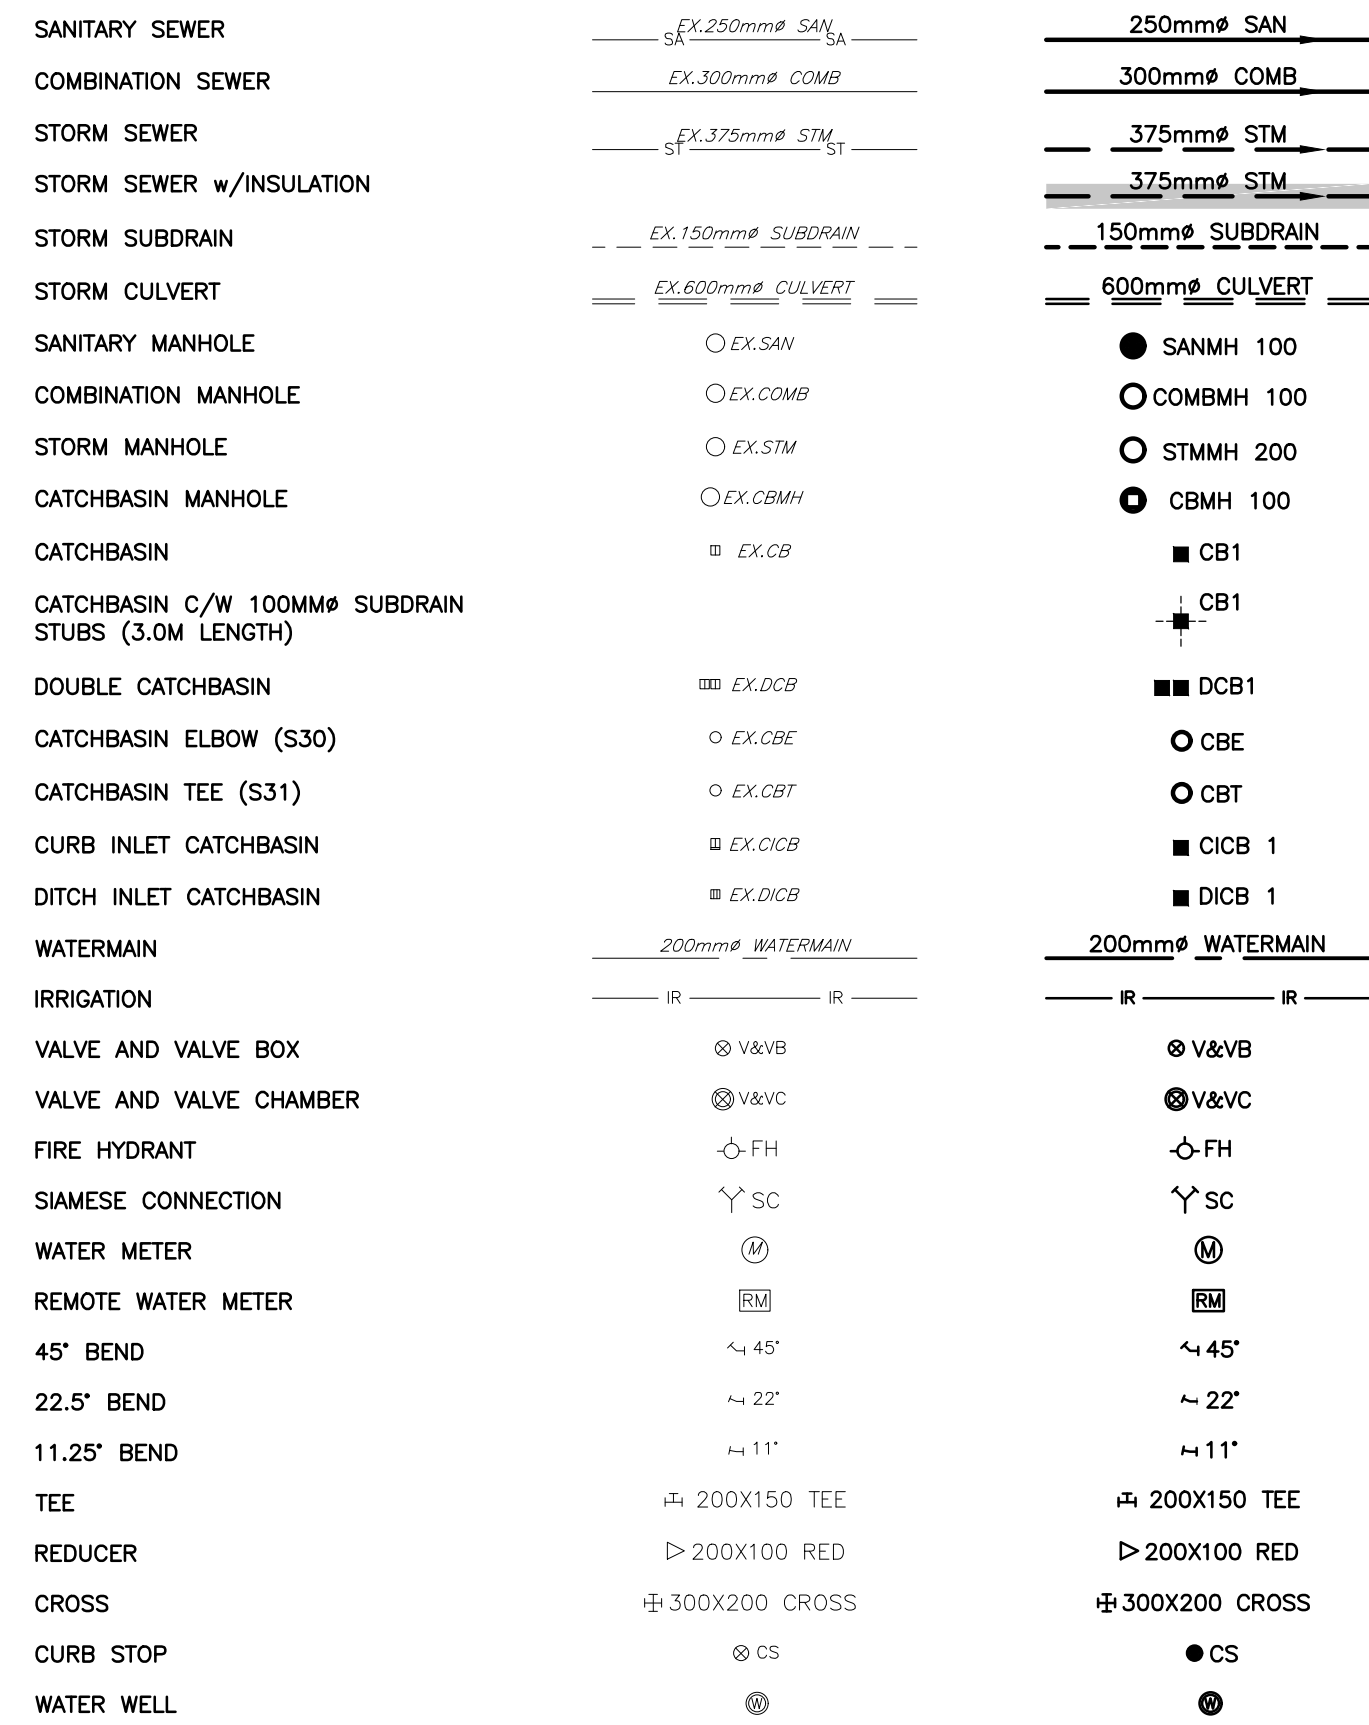 SANITARY SEWER EX.250mmø SAN 250mmø SAN
SA SA
COMBINATION SEWER EX.300mmø COMB 300mmø COMB
STORM SEWER EX.375mmø STM 375mmø STM
ST ST
STORM SEWER w/INSULATION 375mmø STM
STORM SUBDRAIN EX.150mmø SUBDRAIN 150mmø SUBDRAIN
STORM CULVERT EX.600mmø CULVERT 600mmø CULVERT
SANITARY MANHOLE EX.SAN SANMH 100
COMBINATION MANHOLE EX.COMB COMBMH 100
STORM MANHOLE EX.STM STMMH 200
CATCHBASIN MANHOLE EX.CBMH CBMH 100
CATCHBASIN EX.CB CB1
CATCHBASIN C/W 100MMø SUBDRAIN CB1
STUBS (3.0M LENGTH)
DOUBLE CATCHBASIN EX.DCB DCB1
CATCHBASIN ELBOW (S30) EX.CBE CBE
CATCHBASIN TEE (S31) EX.CBT CBT
CURB INLET CATCHBASIN EX.CICB CICB 1
DITCH INLET CATCHBASIN EX.DICB DICB 1
WATERMAIN 200mmø WATERMAIN 200mmø WATERMAIN
IRRIGATION IR IR IR IR
VALVE AND VALVE BOX V&VB V&VB
VALVE AND VALVE CHAMBER V&VC V&VC
FIRE HYDRANT FH FH
SIAMESE CONNECTION SC SC
WATER METER M M
REMOTE WATER METER RM RM
45° BEND 45° 45°
22.5° BEND 22° 22°
11.25° BEND 11° 11°
TEE 200X150 TEE 200X150 TEE
REDUCER 200X100 RED 200X100 RED
CROSS 300X200 CROSS 300X200 CROSS
CURB STOP CS CS
WATER WELL W W